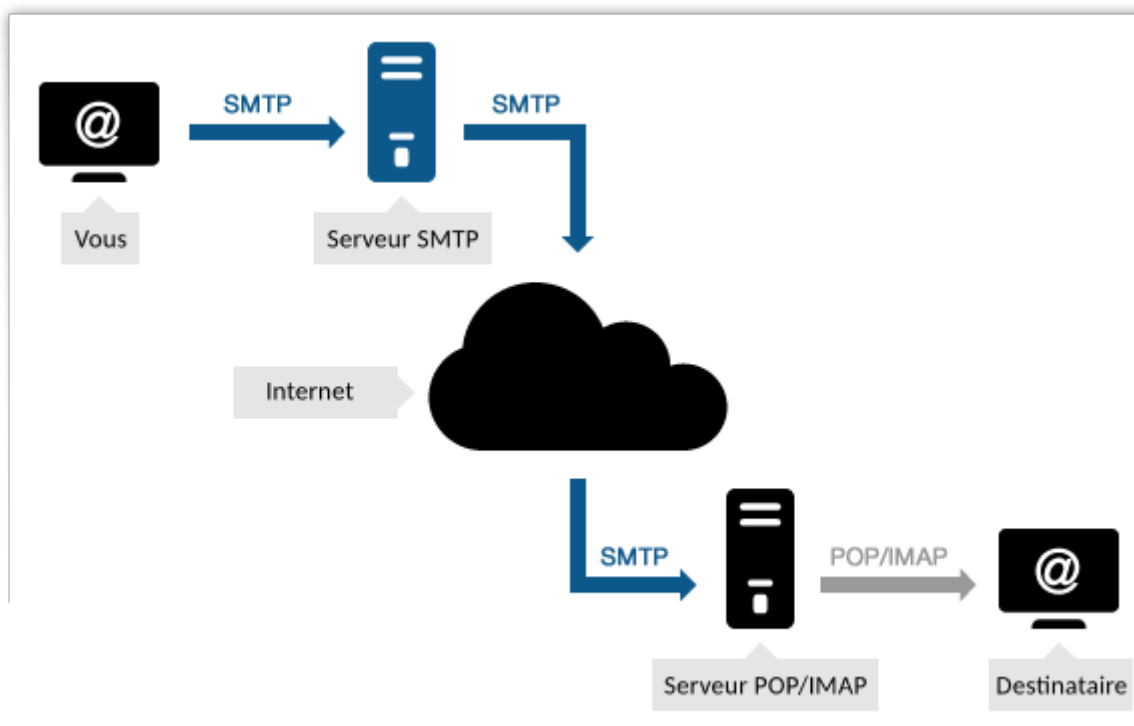 @
SMTP
SMTP
Vous
Serveur SMTP
Internet
SMTP
POP/IMAP
@
Serveur POP/IMAP
Destinataire